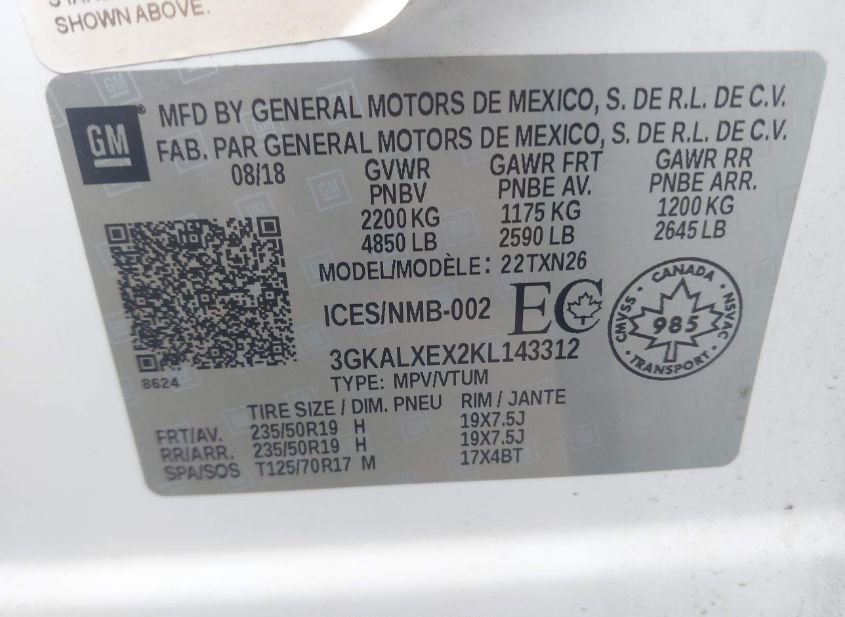 SHOWN ABOVE.
GM
MFD BY GENERAL MOTORS DE MEXICO, S. DE R.L. DE C.V.
FAB. PAR GENERAL MOTORS DE MEXICO, S. DE R.L. DE C.V.
08/18 GVWR GAWR FRT GAWR RR
PNBV PNBE AV. PNBE ARR.
2200 KG 1175 KG 1200 KG
4850 LB 2590 LB 2645 LB
MODEL/MODÈLE: 22TXN26
ICES/NMB-002 EC
CANADA
CMVSS 985 NSVAC
TRANSPORT
3GKALXEX2KL143312
8624 TYPE: MPV/VTUM
TIRE SIZE / DIM. PNEU RIM / JANTE
FRT/AV. 235/50R19 H 19X7.5J
RR/ARR. 235/50R19 H 19X7.5J
SPA/SOS T125/70R17 M 17X4BT